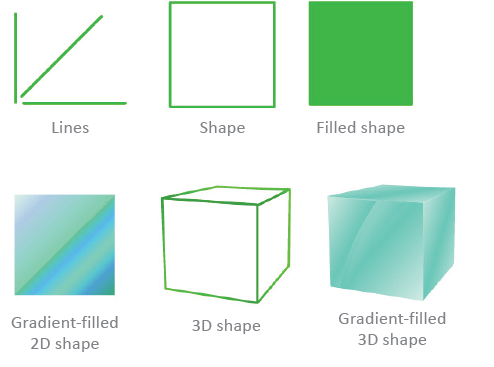 Lines
Shape
Filled shape
Gradient-filled
2D shape
3D shape
Gradient-filled
3D shape